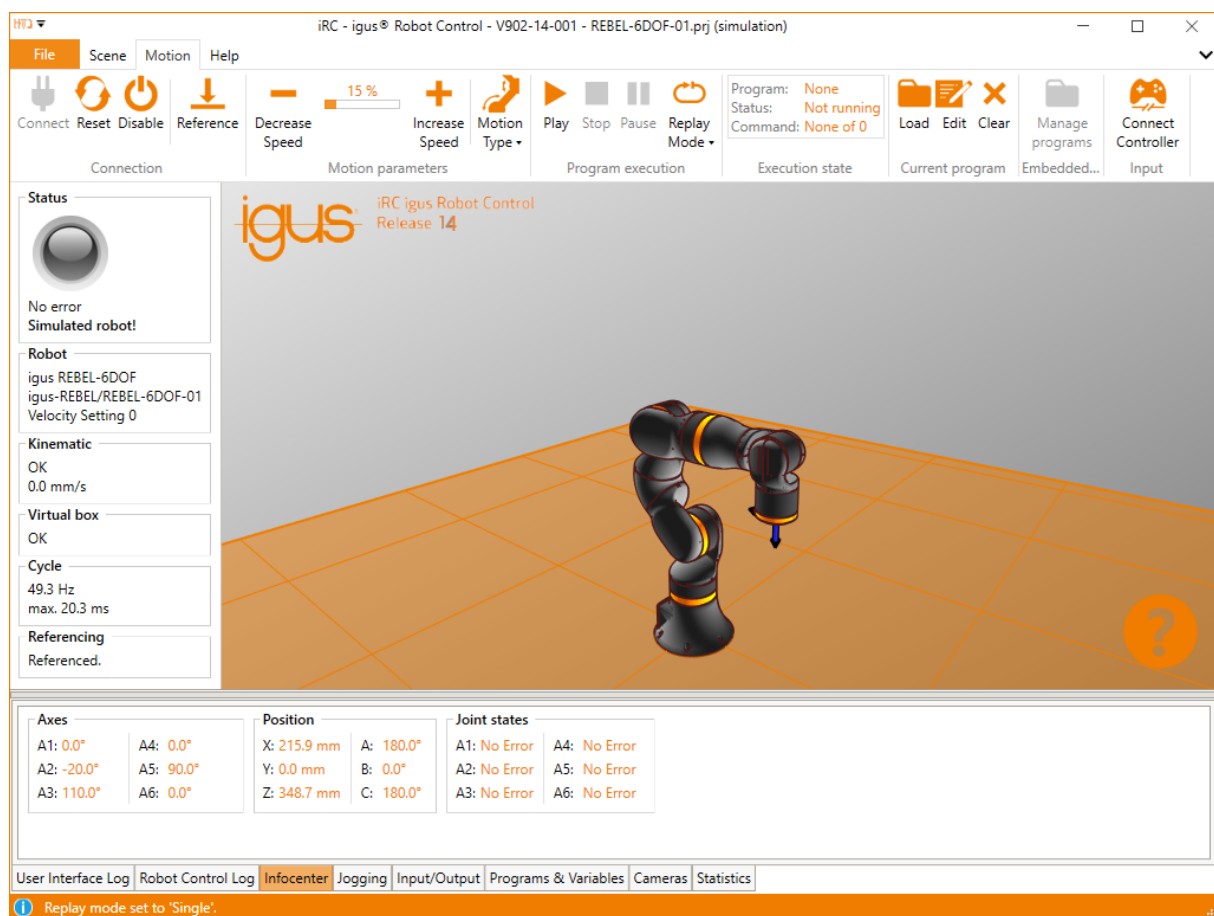 iRC - igus® Robot Control - V902-14-001 - REBEL-6DOF-01.prj (simulation)
File Scene Motion Help
15 %
Connect Reset Disable Reference Decrease Speed Increase Speed Motion Type Play Stop Pause Replay Mode
Program: None
Status: Not running
Command: None of 0
Load Edit Clear Manage programs Connect Controller
Connection Motion parameters Program execution Execution state Current program Embedded... Input
Status
No error
Simulated robot!
Robot
igus REBEL-6DOF
igus-REBEL/REBEL-6DOF-01
Velocity Setting 0
Kinematic
OK
0.0 mm/s
Virtual box
OK
Cycle
49.3 Hz
max. 20.3 ms
Referencing
Referenced.
igus
iRC igus Robot Control
Release 14
?
Axes
A1: 0.0° A4: 0.0°
A2: -20.0° A5: 90.0°
A3: 110.0° A6: 0.0°
Position
X: 215.9 mm A: 180.0°
Y: 0.0 mm B: 0.0°
Z: 348.7 mm C: 180.0°
Joint states
A1: No Error A4: No Error
A2: No Error A5: No Error
A3: No Error A6: No Error
User Interface Log Robot Control Log Infocenter Jogging Input/Output Programs & Variables Cameras Statistics
Replay mode set to 'Single'.